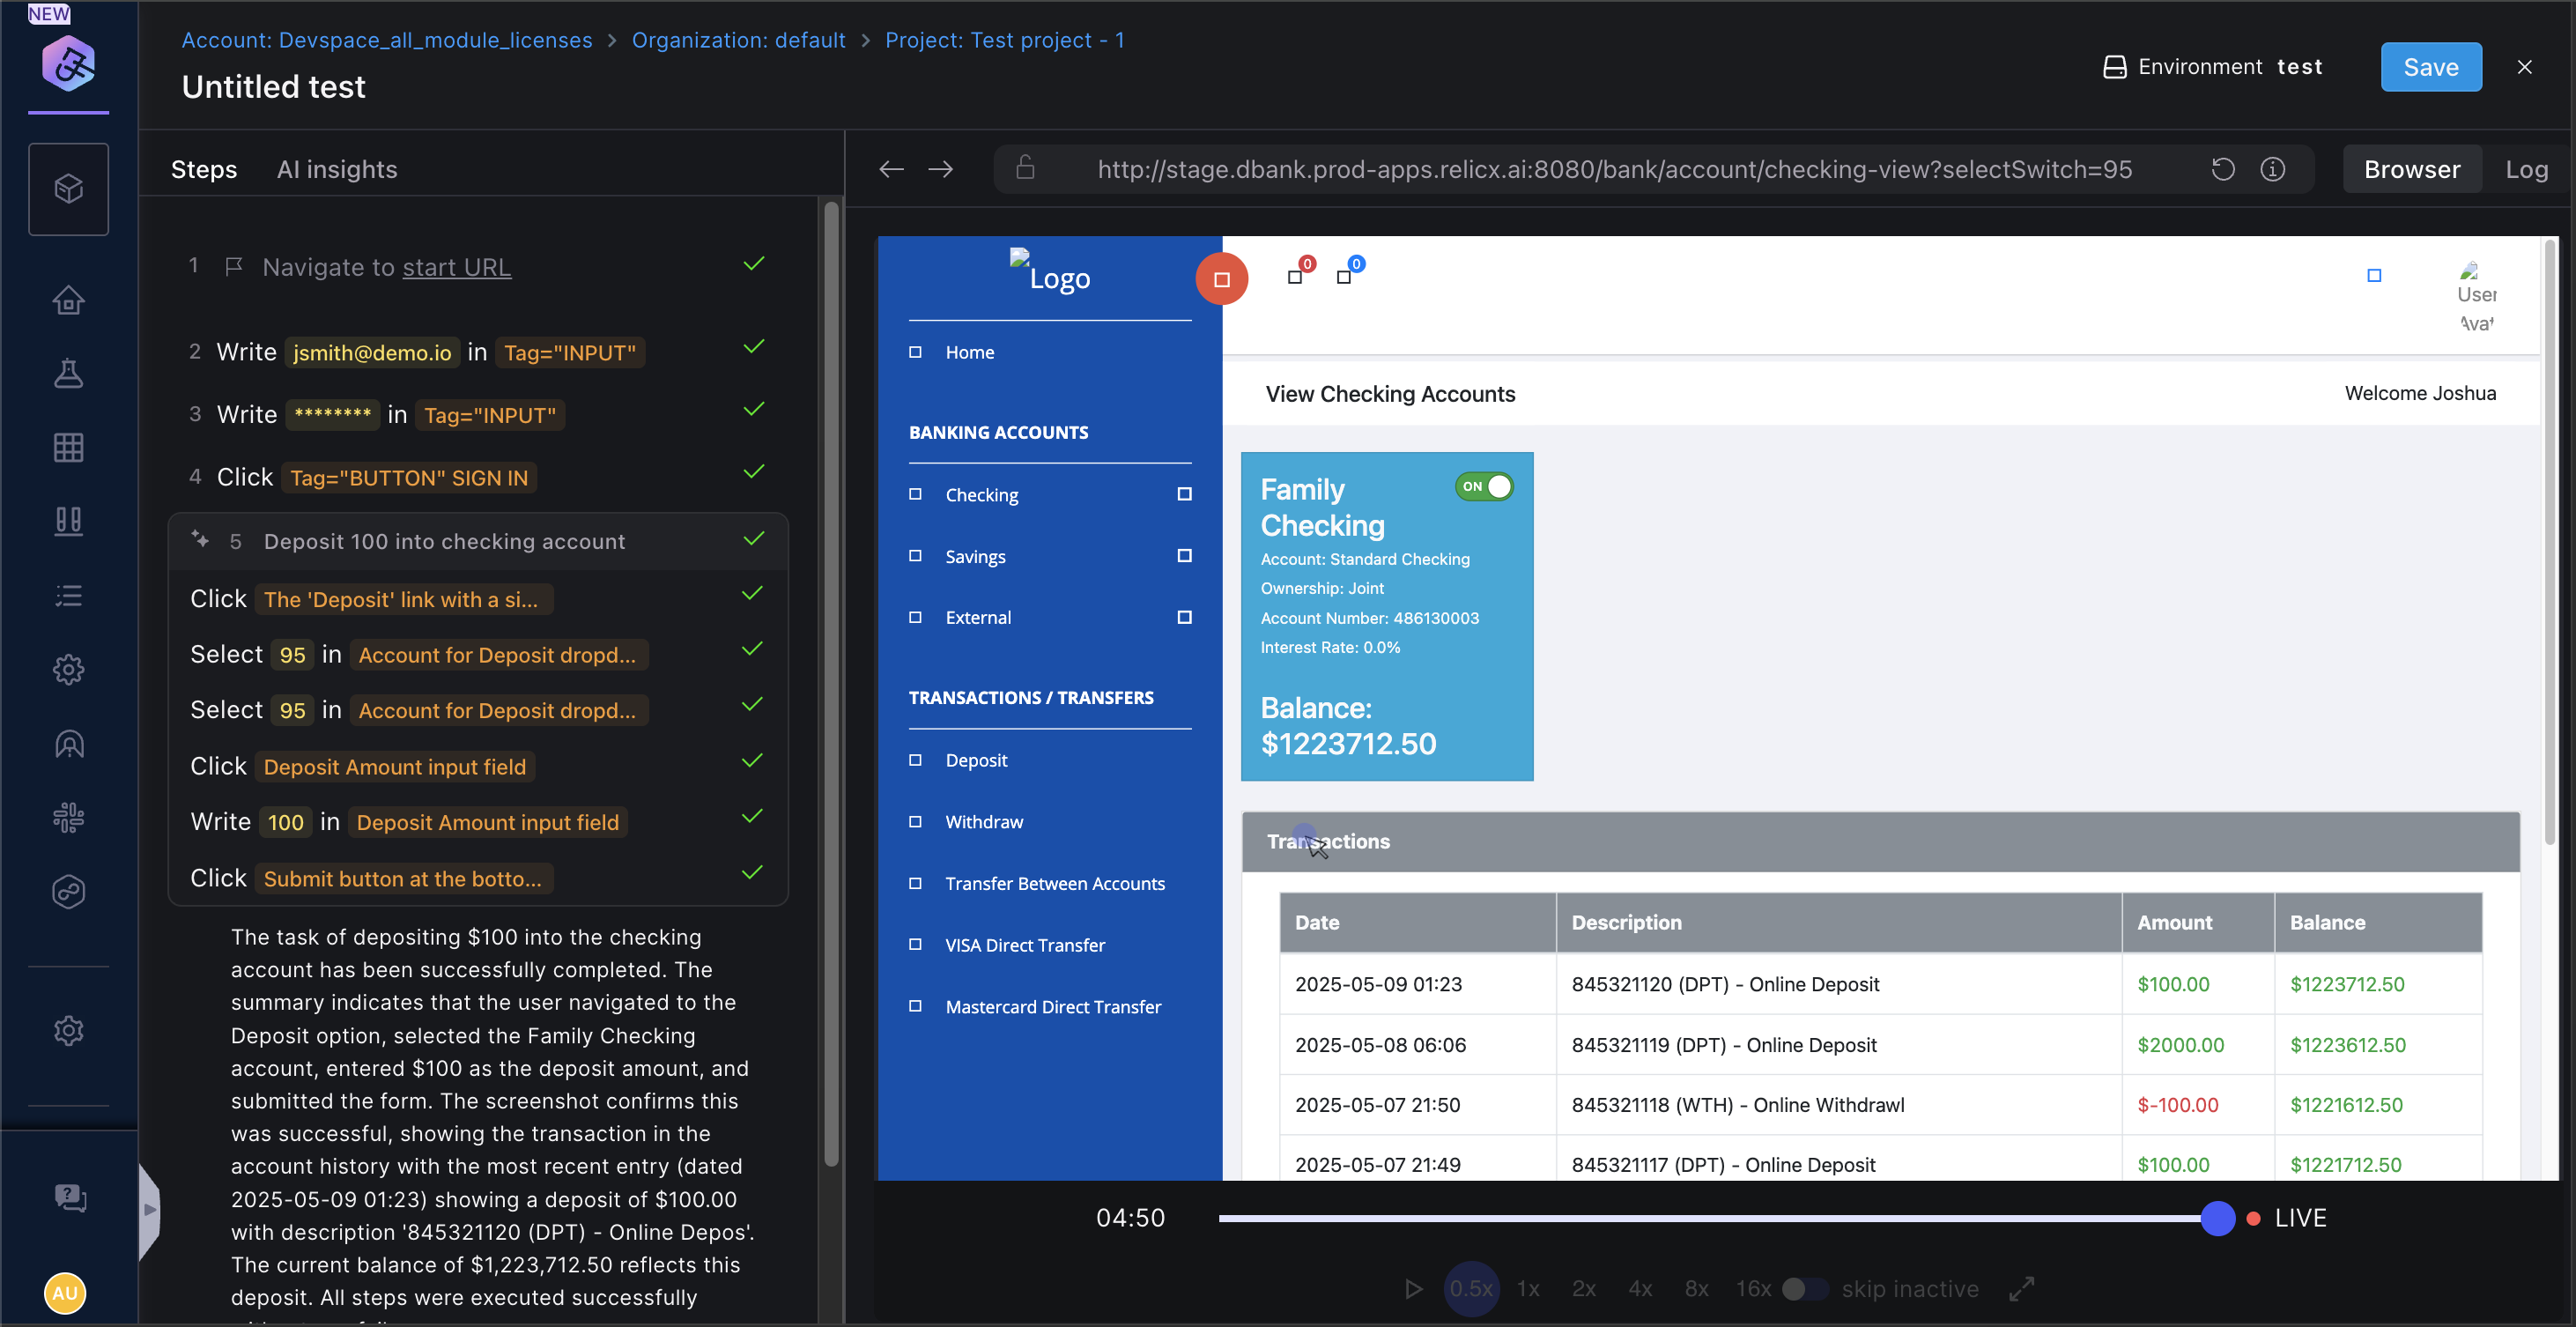 NEW
Account: Devspace_all_module_licenses > Organization: default > Project: Test project - 1
Untitled test
Environment test
Save
Steps
AI insights
http://stage.dbank.prod-apps.relicx.ai:8080/bank/account/checking-view?selectSwitch=95
Browser
Log
1 Navigate to start URL
2 Write jsmith@demo.io in Tag="INPUT"
3 Write ******** in Tag="INPUT"
4 Click Tag="BUTTON" SIGN IN
5 Deposit 100 into checking account
Click The 'Deposit' link with a si...
Select 95 in Account for Deposit dropd...
Select 95 in Account for Deposit dropd...
Click Deposit Amount input field
Write 100 in Deposit Amount input field
Click Submit button at the botto...
The task of depositing $100 into the checking
account has been successfully completed. The
summary indicates that the user navigated to the
Deposit option, selected the Family Checking
account, entered $100 as the deposit amount, and
submitted the form. The screenshot confirms this
was successful, showing the transaction in the
account history with the most recent entry (dated
2025-05-09 01:23) showing a deposit of $100.00
with description '845321120 (DPT) - Online Depos'.
The current balance of $1,223,712.50 reflects this
deposit. All steps were executed successfully
AU
Logo
Home
BANKING ACCOUNTS
Checking
Savings
External
TRANSACTIONS / TRANSFERS
Deposit
Withdraw
Transfer Between Accounts
VISA Direct Transfer
Mastercard Direct Transfer
0
0
User
View Checking Accounts
Welcome Joshua
Family
Checking
ON
Account: Standard Checking
Ownership: Joint
Account Number: 486130003
Interest Rate: 0.0%
Balance:
$1223712.50
Transactions
Date Description Amount Balance
2025-05-09 01:23 845321120 (DPT) - Online Deposit $100.00 $1223712.50
2025-05-08 06:06 845321119 (DPT) - Online Deposit $2000.00 $1223612.50
2025-05-07 21:50 845321118 (WTH) - Online Withdrawl $-100.00 $1221612.50
2025-05-07 21:49 845321117 (DPT) - Online Deposit $100.00 $1221712.50
04:50
LIVE
0.5x 1x 2x 4x 8x 16x skip inactive